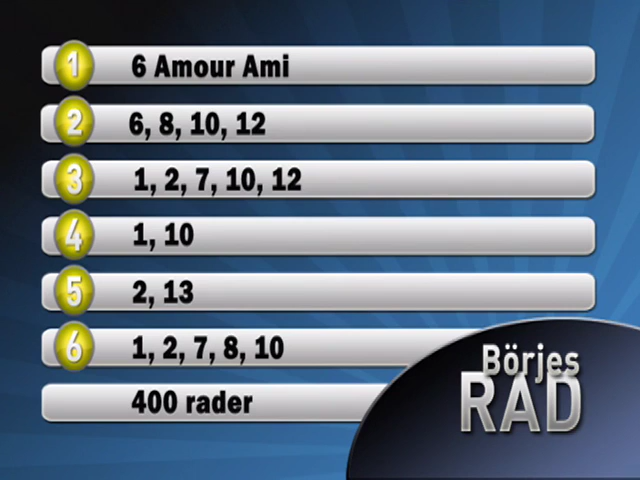 1 6 Amour Ami
2 6, 8, 10, 12
3 1, 2, 7, 10, 12
4 1, 10
5 2, 13
6 1, 2, 7, 8, 10
400 rader
Börjes
RAD